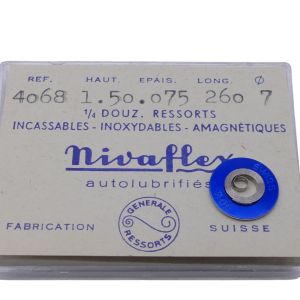 REF. HAUT. EPAIS. LONG. Ø
4068 1.50 .075 260 7
1/4 DOUZ. RESSORTS
INCASSABLES - INOXYDABLES - AMAGNÉTIQUES
Nivaflex
autolubrifiés
GENERALE
RESSORTS
FABRICATION SUISSE